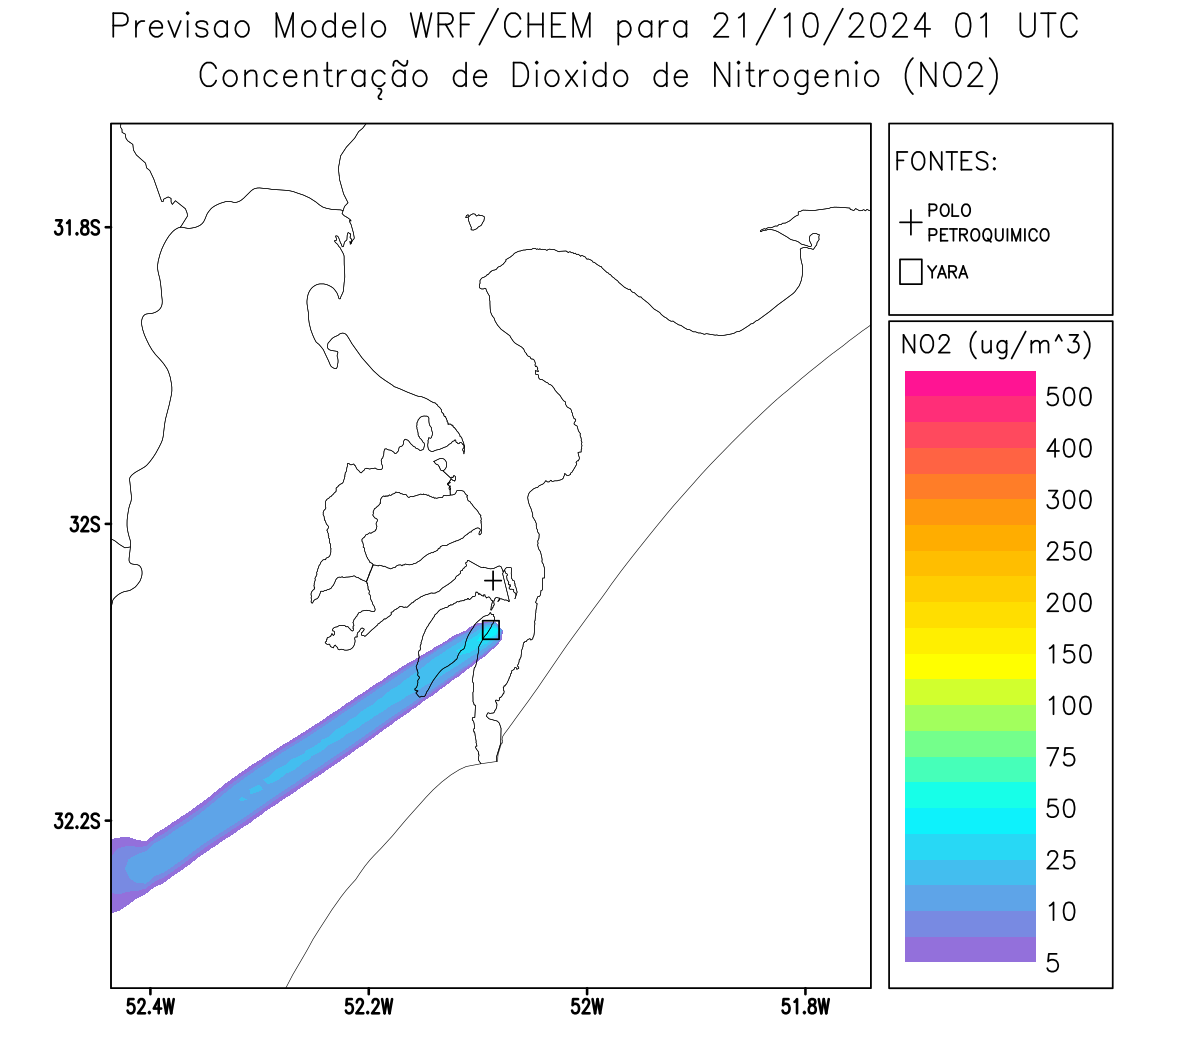 Previsao Modelo WRF/CHEM para 21/10/2024 01 UTC
Concentração de Dioxido de Nitrogenio (NO2)
FONTES:
POLO
PETROQUIMICO
YARA
NO2 (ug/m^3)
500
400
300
250
200
150
100
75
50
25
10
5
31.8S
32S
32.2S
52.4W
52.2W
52W
51.8W